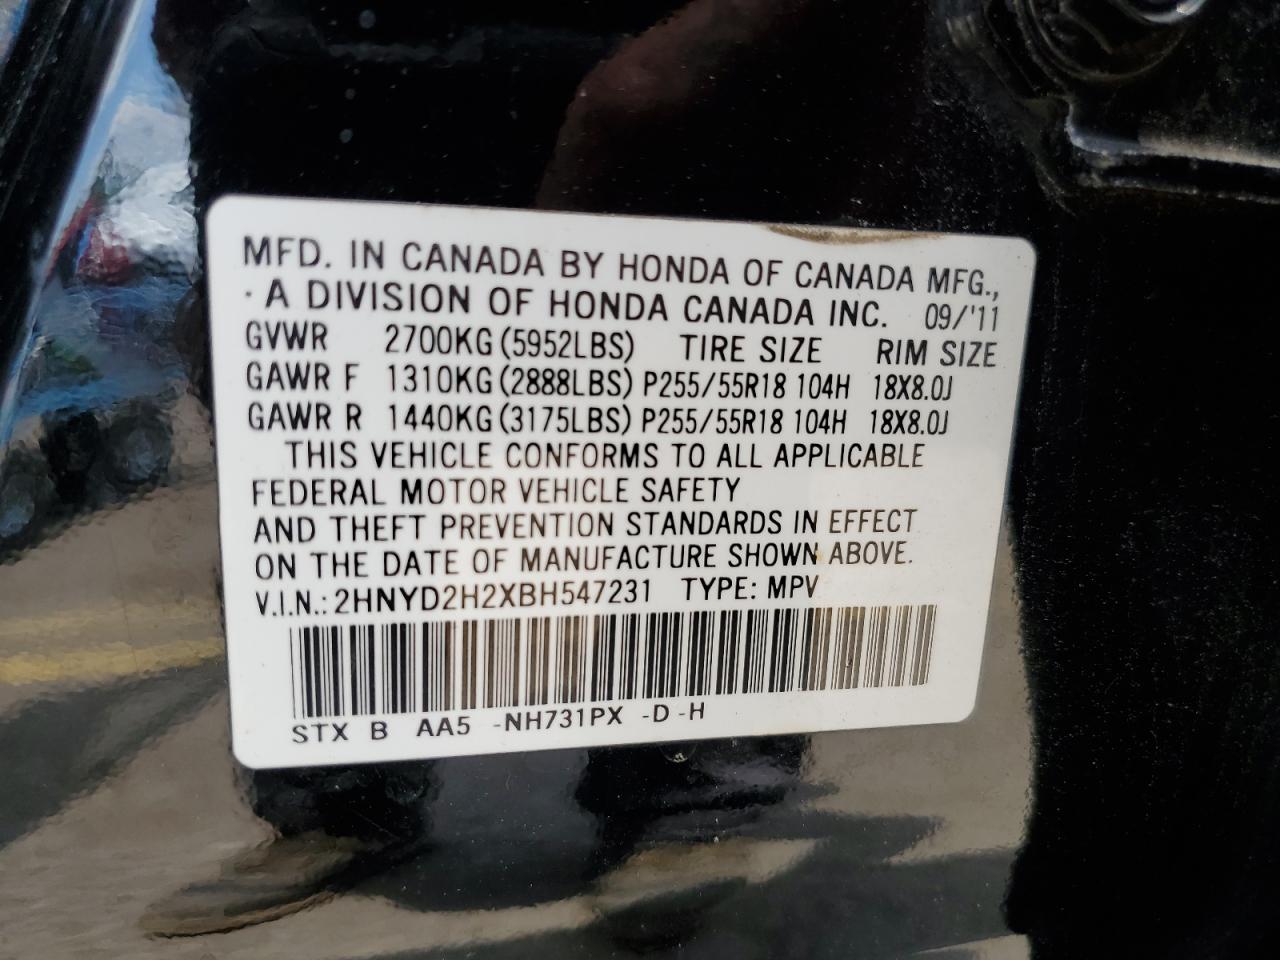 MFD. IN CANADA BY HONDA OF CANADA MFG.,
· A DIVISION OF HONDA CANADA INC. 09/'11
GVWR 2700KG (5952LBS) TIRE SIZE RIM SIZE
GAWR F 1310KG (2888LBS) P255/55R18 104H 18X8.0J
GAWR R 1440KG (3175LBS) P255/55R18 104H 18X8.0J
THIS VEHICLE CONFORMS TO ALL APPLICABLE
FEDERAL MOTOR VEHICLE SAFETY
AND THEFT PREVENTION STANDARDS IN EFFECT
ON THE DATE OF MANUFACTURE SHOWN ABOVE.
V.I.N.: 2HNYD2H2XBH547231 TYPE: MPV
STX B AA5 -NH731PX -D -H